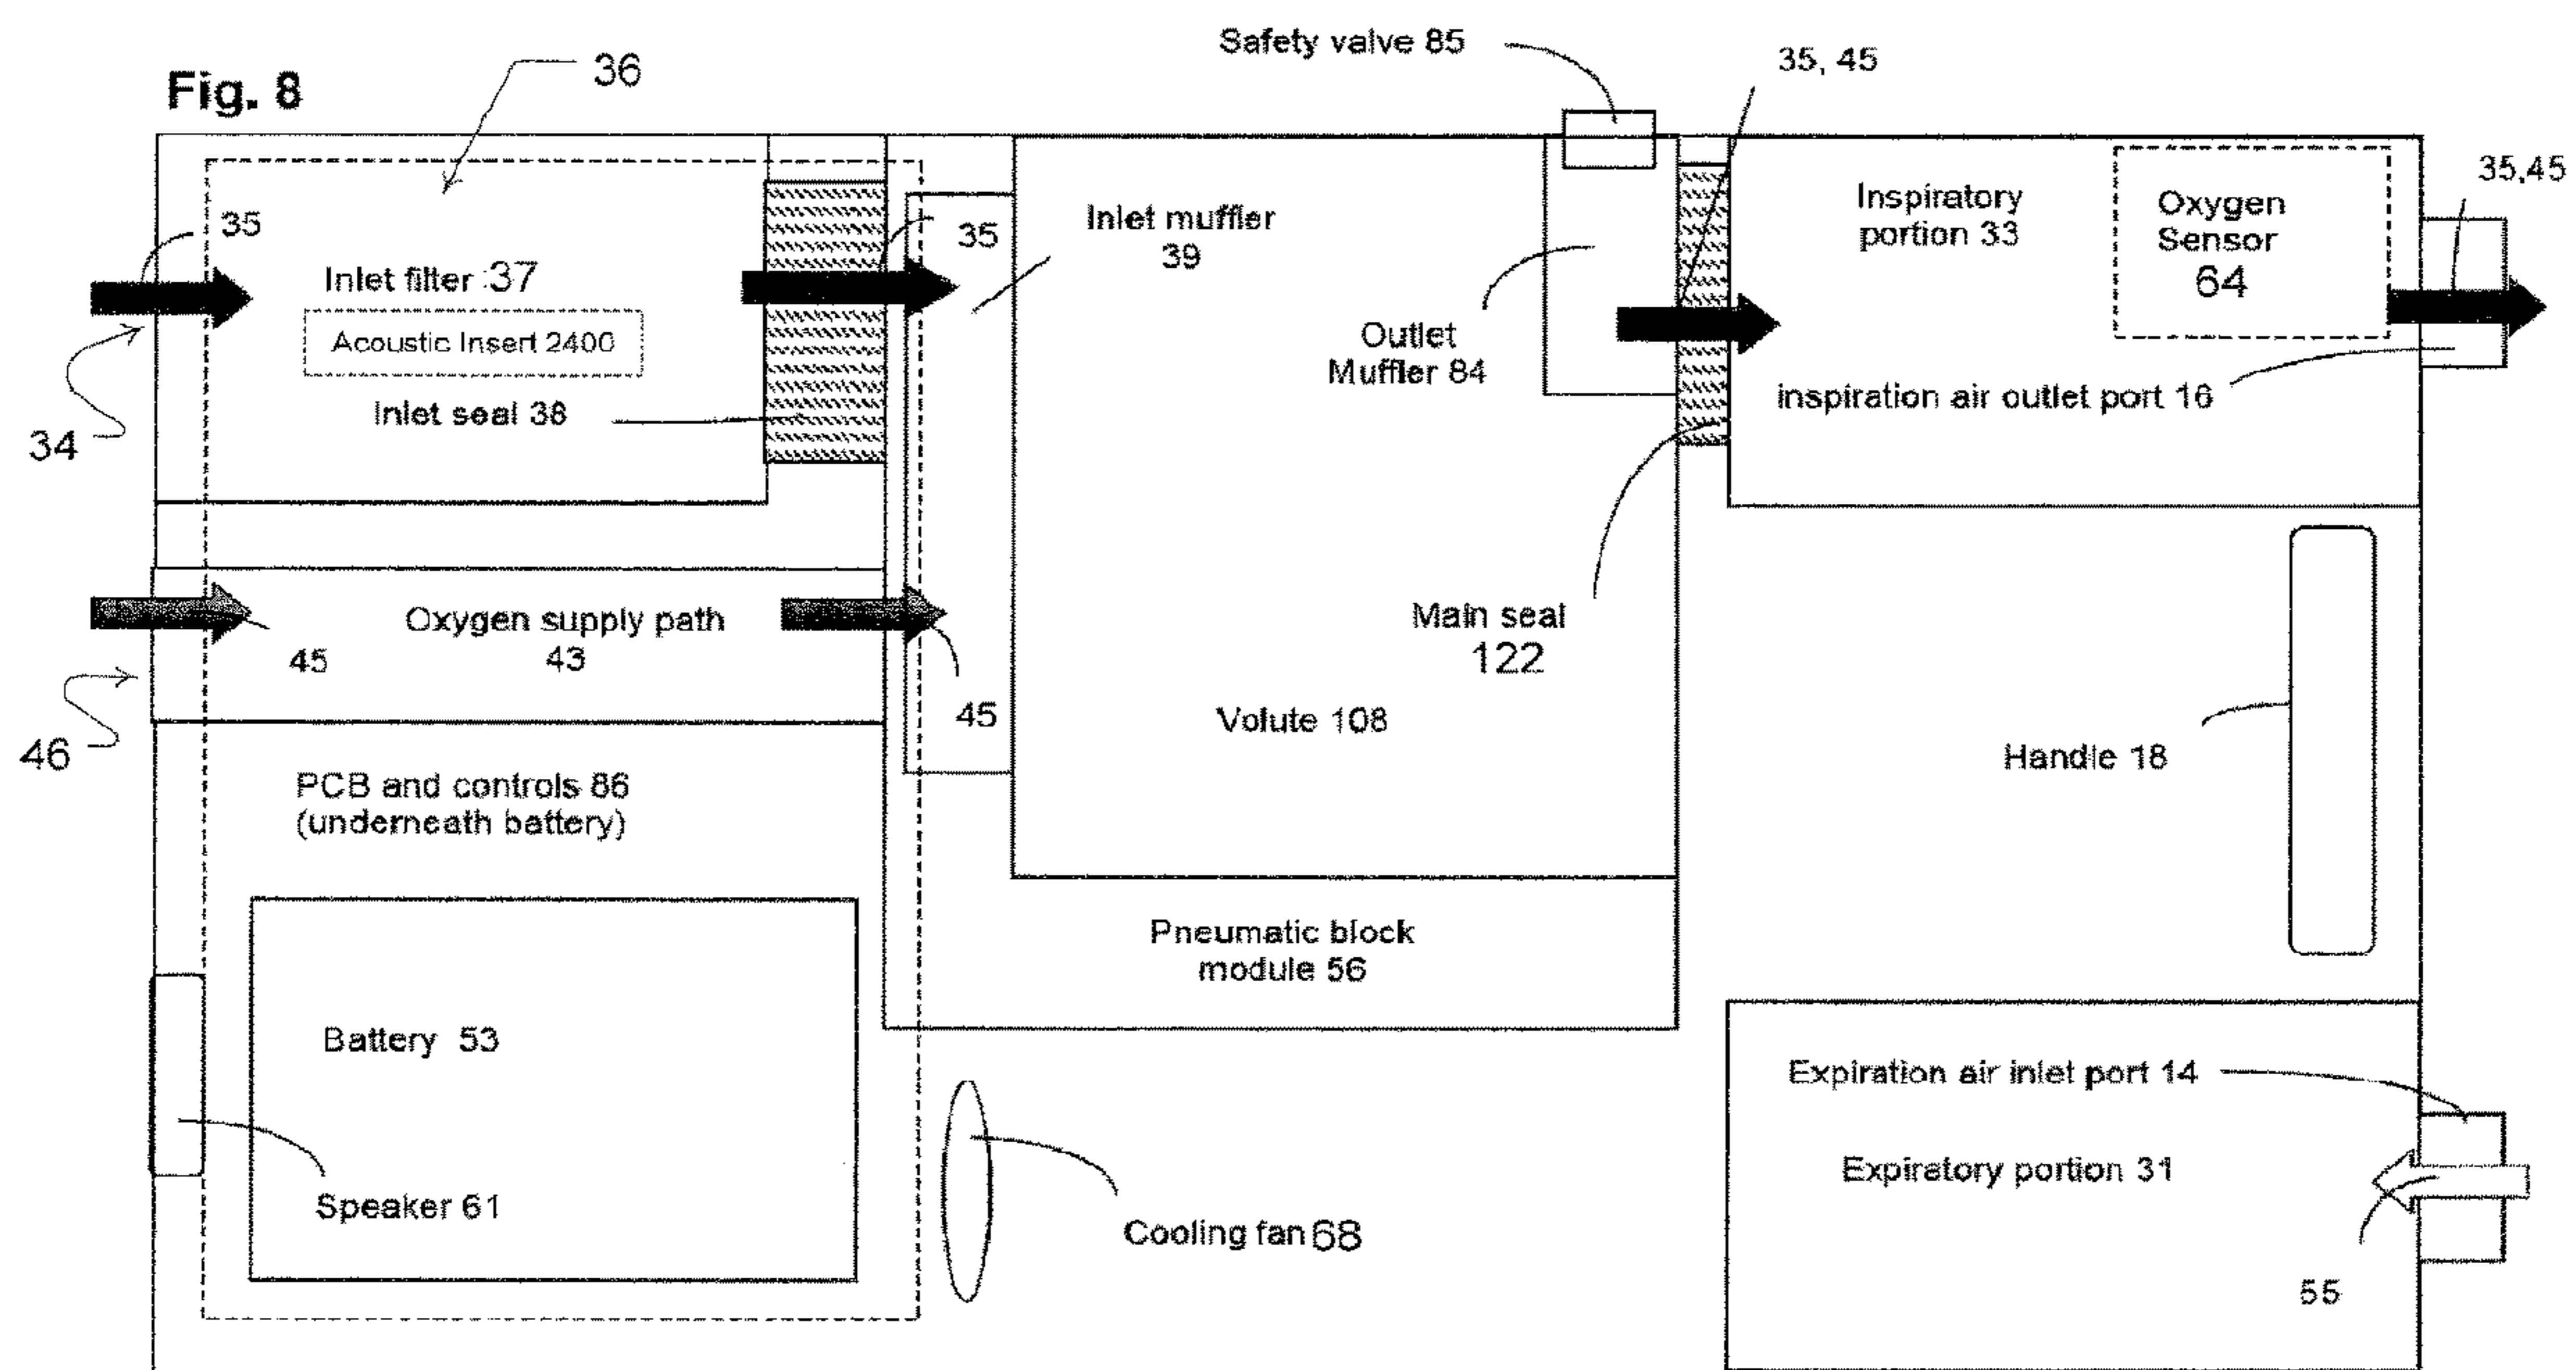 Fig. 8
36
Safety valve 85
35, 45
35,45
35
Inlet filter :37
Acoustic Insert 2400
Inlet seal 38
34
35
Inlet muffler
39
Outlet
Muffler 84
Inspiratory
portion 33
Oxygen
Sensor
64
inspiration air outlet port 16
Oxygen supply path
43
45
45
46
Main seal
122
Volute 108
Handle 18
PCB and controls 86
(underneath battery)
Pneumatic block
module 56
Battery 53
Speaker 61
Cooling fan 68
Expiration air inlet port 14
Expiratory portion 31
55